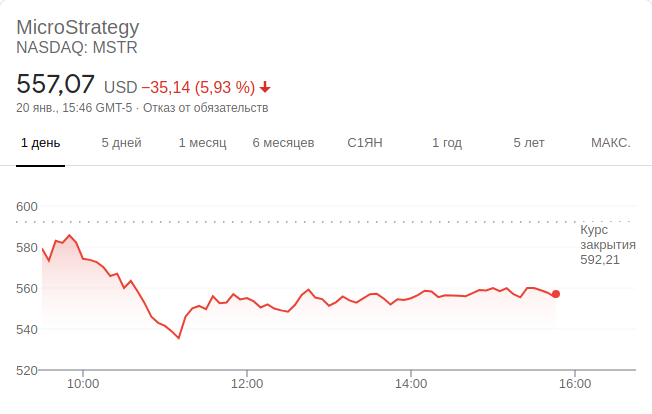 MicroStrategy
NASDAQ: MSTR
557,07 USD −35,14 (5,93 %)
20 янв., 15:46 GMT-5 · Отказ от обязательств
1 день 5 дней 1 месяц 6 месяцев С1ЯН 1 год 5 лет МАКС.
600
Курс
580
закрытия
592,21
560
540
520
10:00 12:00 14:00 16:00